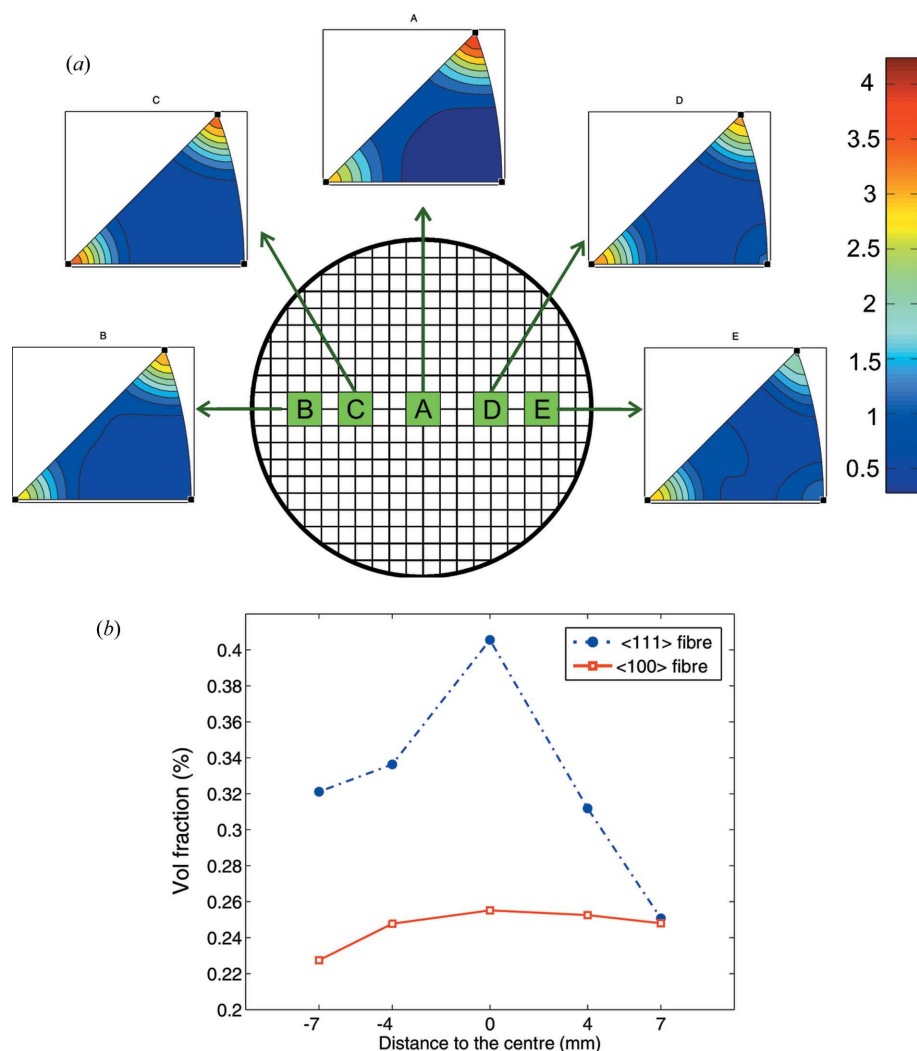 (a)
A
C
D
B
E
B C A D E
4
3.5
3
2.5
2
1.5
1
0.5
(b)
<111> fibre
<100> fibre
Vol fraction (%)
0.4
0.38
0.36
0.34
0.32
0.3
0.28
0.26
0.24
0.22
0.2
-7 -4 0 4 7
Distance to the centre (mm)